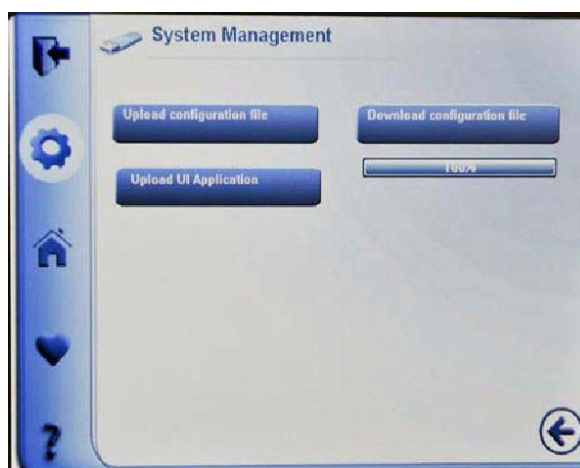 System Management
Upload configuration file
Download configuration file
100%
Upload UI Application
?